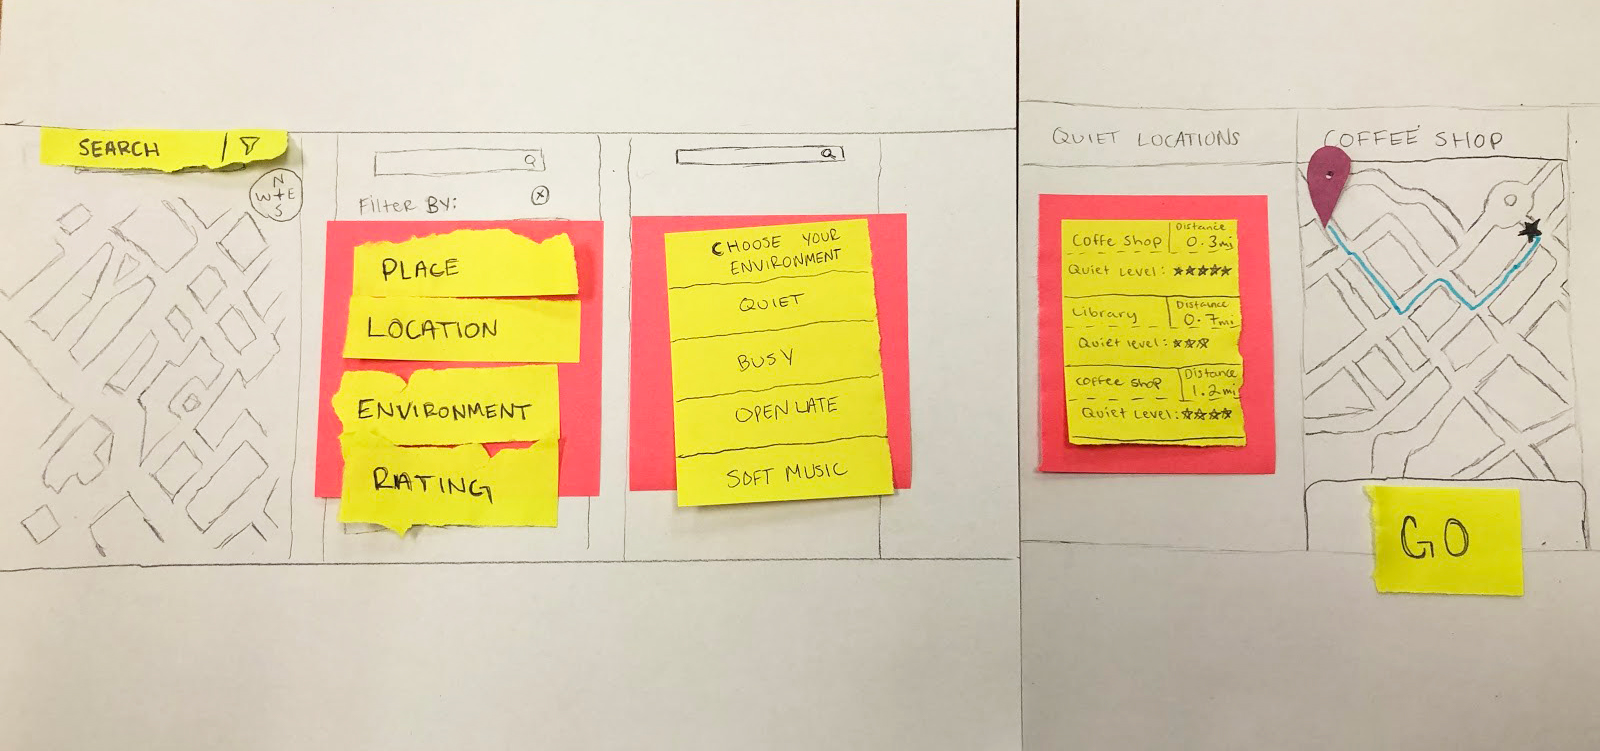 SEARCH
N
W E
S
Filter By:
X
PLACE
LOCATION
ENVIRONMENT
RATING
CHOOSE YOUR
ENVIRONMENT
QUIET
BUSY
OPEN LATE
SOFT MUSIC
QUIET LOCATIONS
Coffe Shop Distance
0.3mi
Quiet Level: ★★★★★
Library Distance
0.7mi
Quiet level: ★★★
coffee shop Distance
1.2mi
Quiet Level: ★★★★
COFFEE SHOP
GO